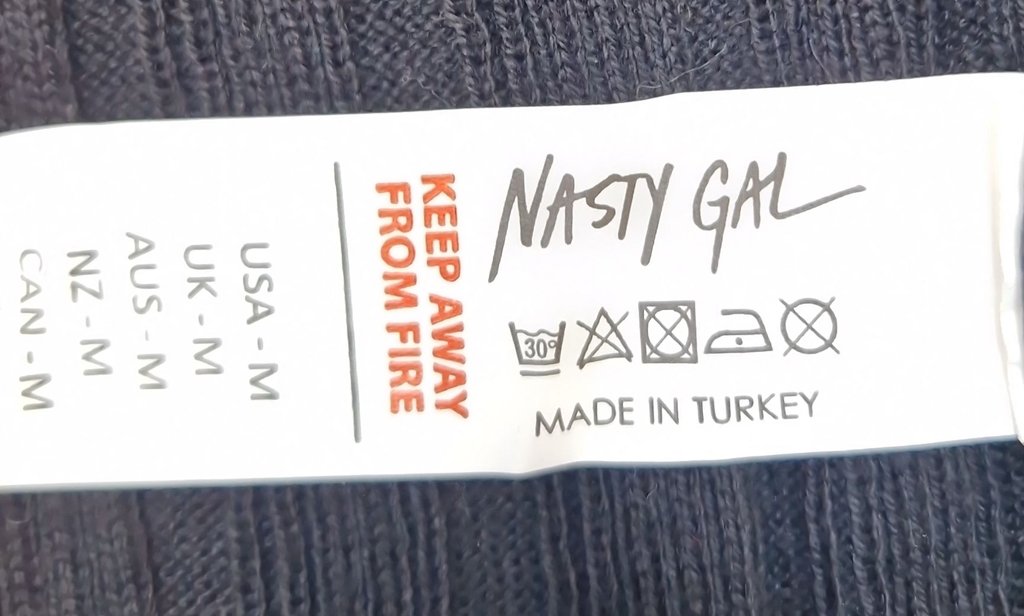 NASTY GAL
30°
MADE IN TURKEY
KEEP AWAY
FROM FIRE
USA - M
UK - M
AUS - M
NZ - M
CAN - M